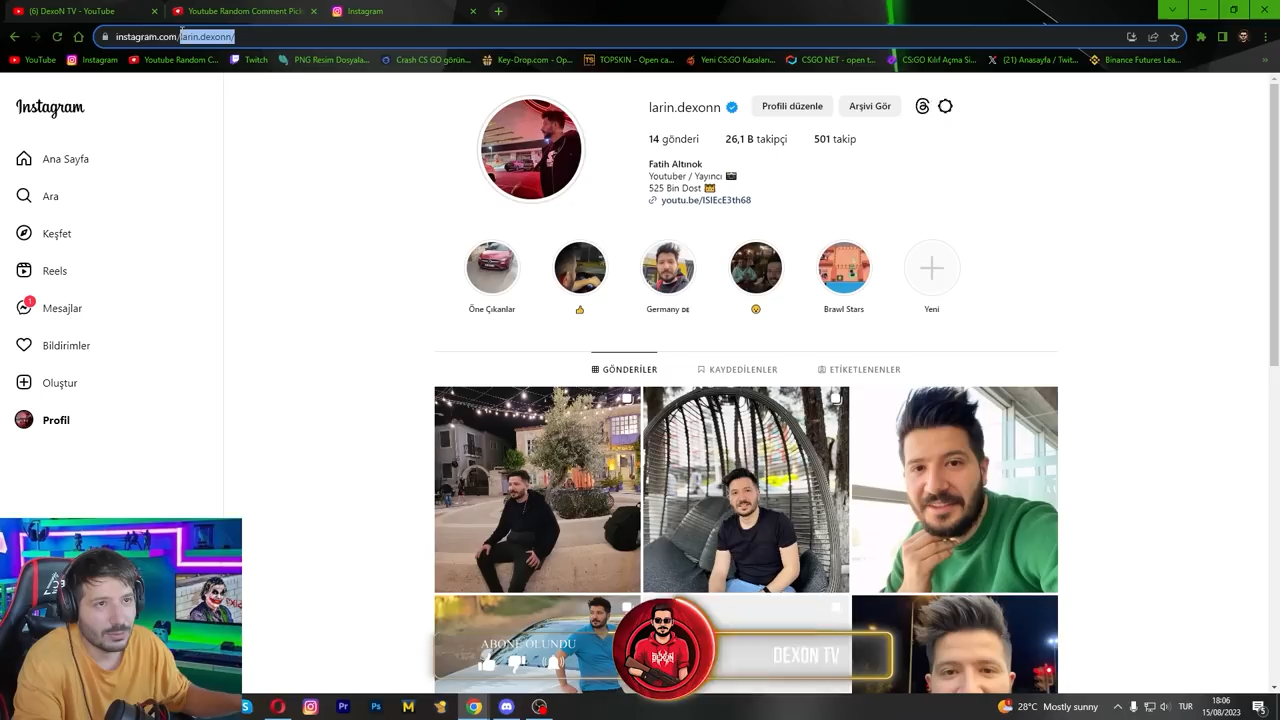 (6) DexoN TV - YouTube
Youtube Random Comment Pick
Instagram
instagram.com/larin.dexonn/
YouTube
Instagram
Youtube Random C...
Twitch
PNG Resim Dosyala...
Crash CS GO görün...
Key-Drop.com - Op...
TOPSKIN - Open ca...
Yeni CS:GO Kasaları...
CSGO NET - open t...
CS:GO Kılıf Açma Si...
(21) Anasayfa / Twit...
Binance Futures Lea...
Instagram
larin.dexonn
Profili düzenle
Arşivi Gör
14 gönderi
26,1 B takipçi
501 takip
Fatih Altınok
Youtuber / Yayıncı
525 Bin Dost
youtu.be/ISIEcE3th68
Ana Sayfa
Ara
Keşfet
Reels
1
Mesajlar
Bildirimler
Oluştur
Profil
Öne Çıkanlar
Germany DE
Brawl Stars
Yeni
GÖNDERİLER
KAYDEDİLENLER
ETİKETLENENLER
ABONE OLUNDU
DEXON TV
28°C Mostly sunny
TUR
18:06
15/08/2023